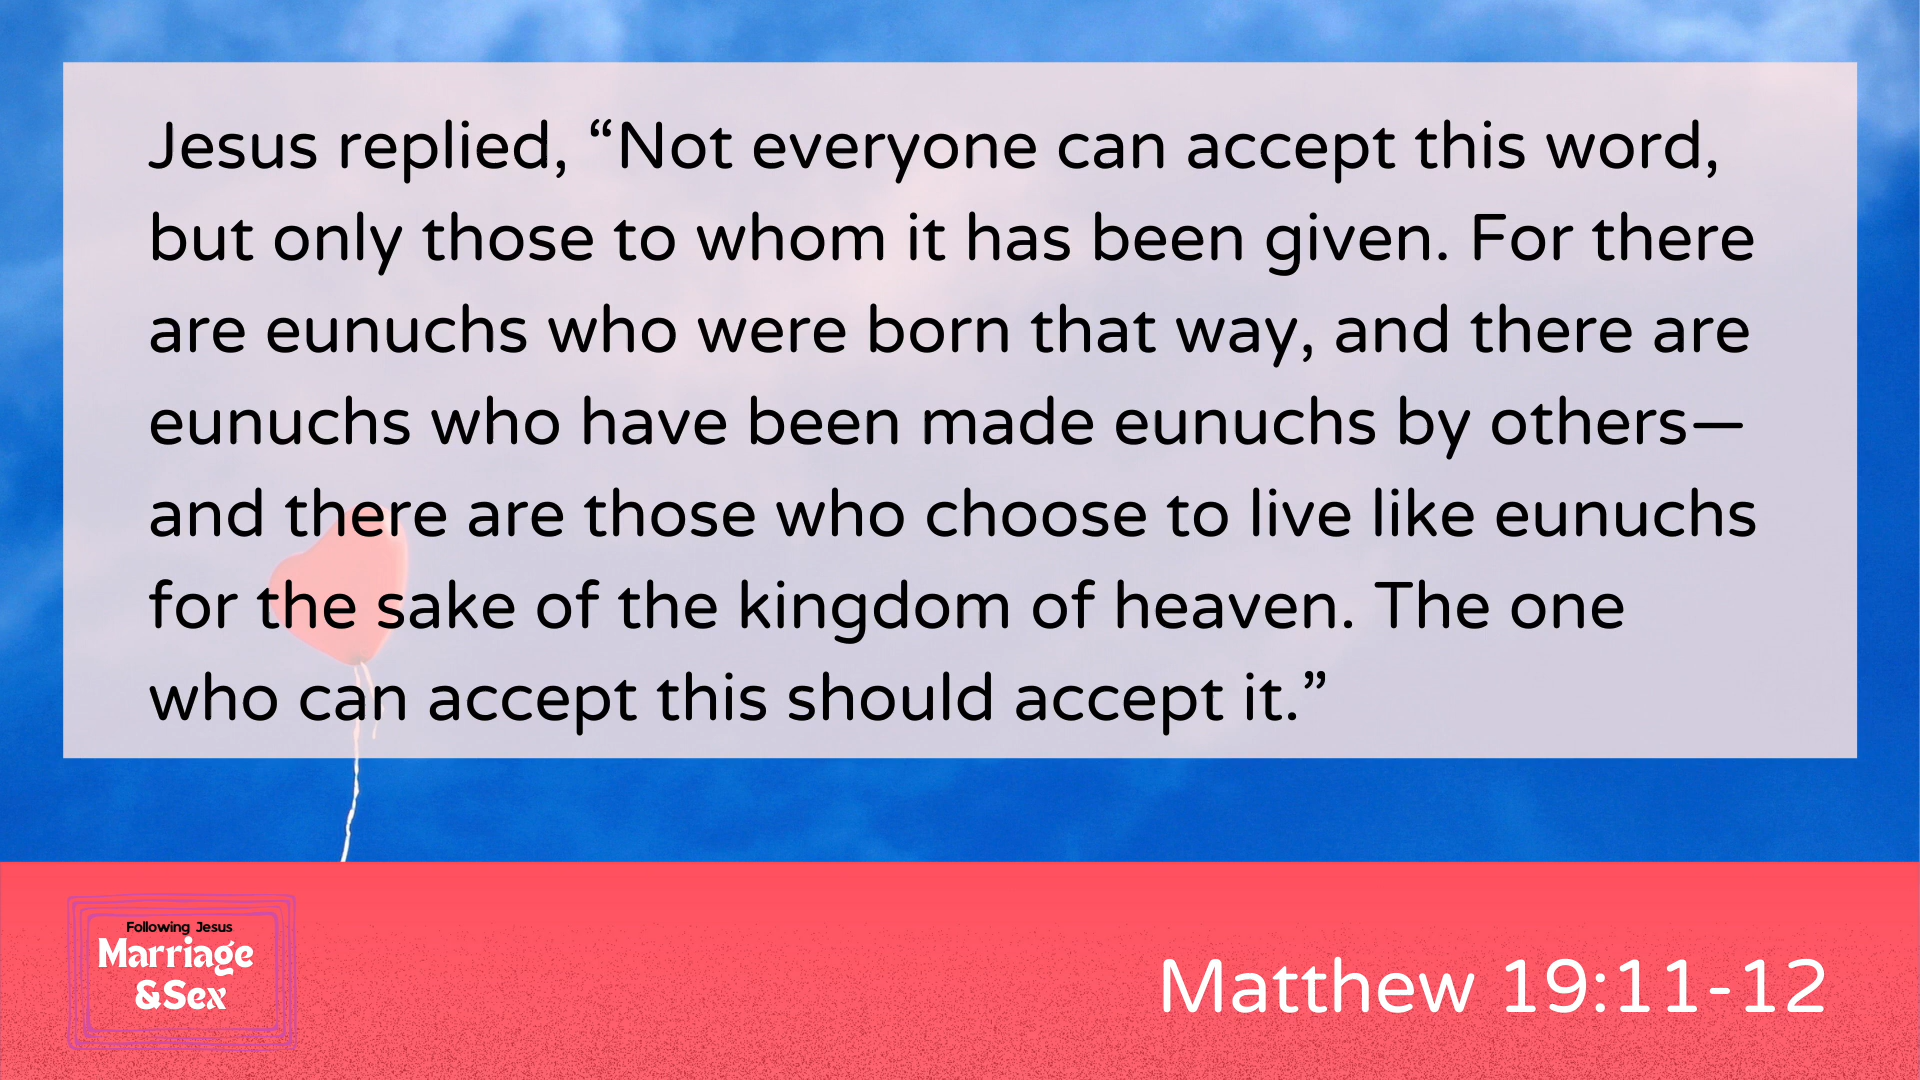 Jesus replied, “Not everyone can accept this word,
but only those to whom it has been given. For there
are eunuchs who were born that way, and there are
eunuchs who have been made eunuchs by others—
and there are those who choose to live like eunuchs
for the sake of the kingdom of heaven. The one
who can accept this should accept it.”
Following Jesus
Marriage
&Sex
Matthew 19:11-12